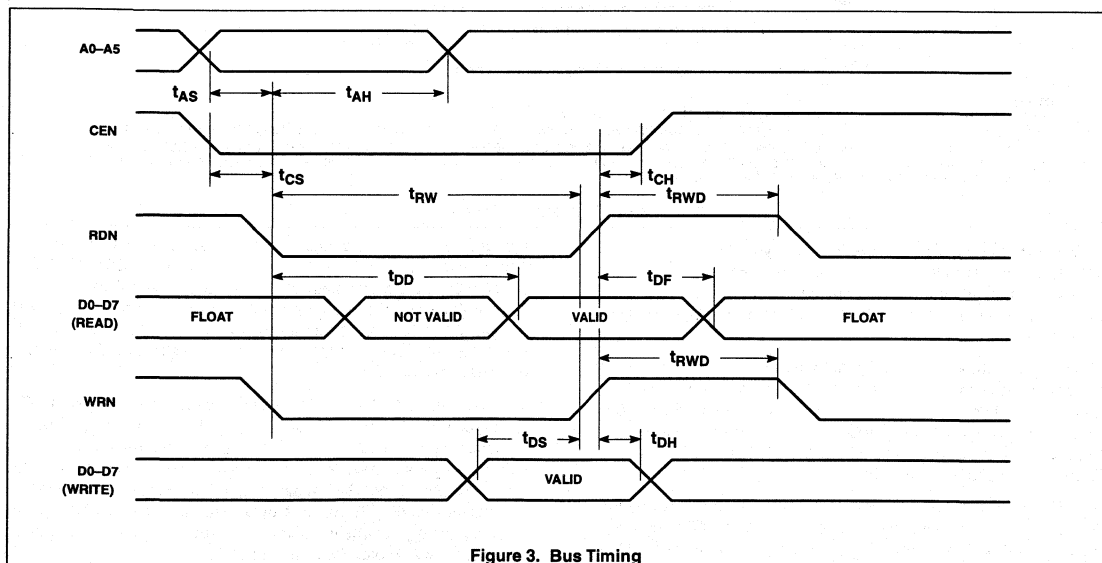 A0–A5
tAS
tAH
CEN
tCS
tCH
tRW
tRWD
RDN
tDD
tDF
D0–D7
(READ)
FLOAT
NOT VALID
VALID
FLOAT
tRWD
WRN
tDS
tDH
D0–D7
(WRITE)
VALID
Figure 3. Bus Timing